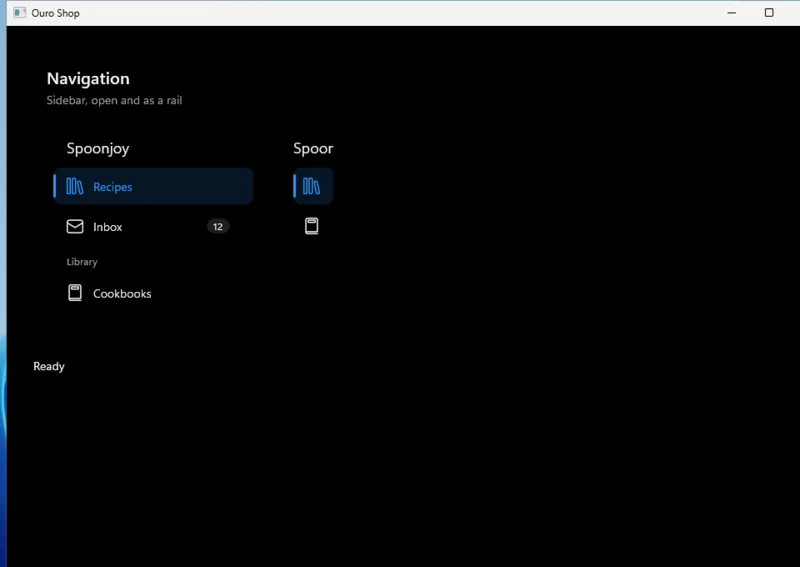 Ouro Shop
Navigation
Sidebar, open and as a rail
Spoonjoy
Spoor
Recipes
Inbox
12
Library
Cookbooks
Ready